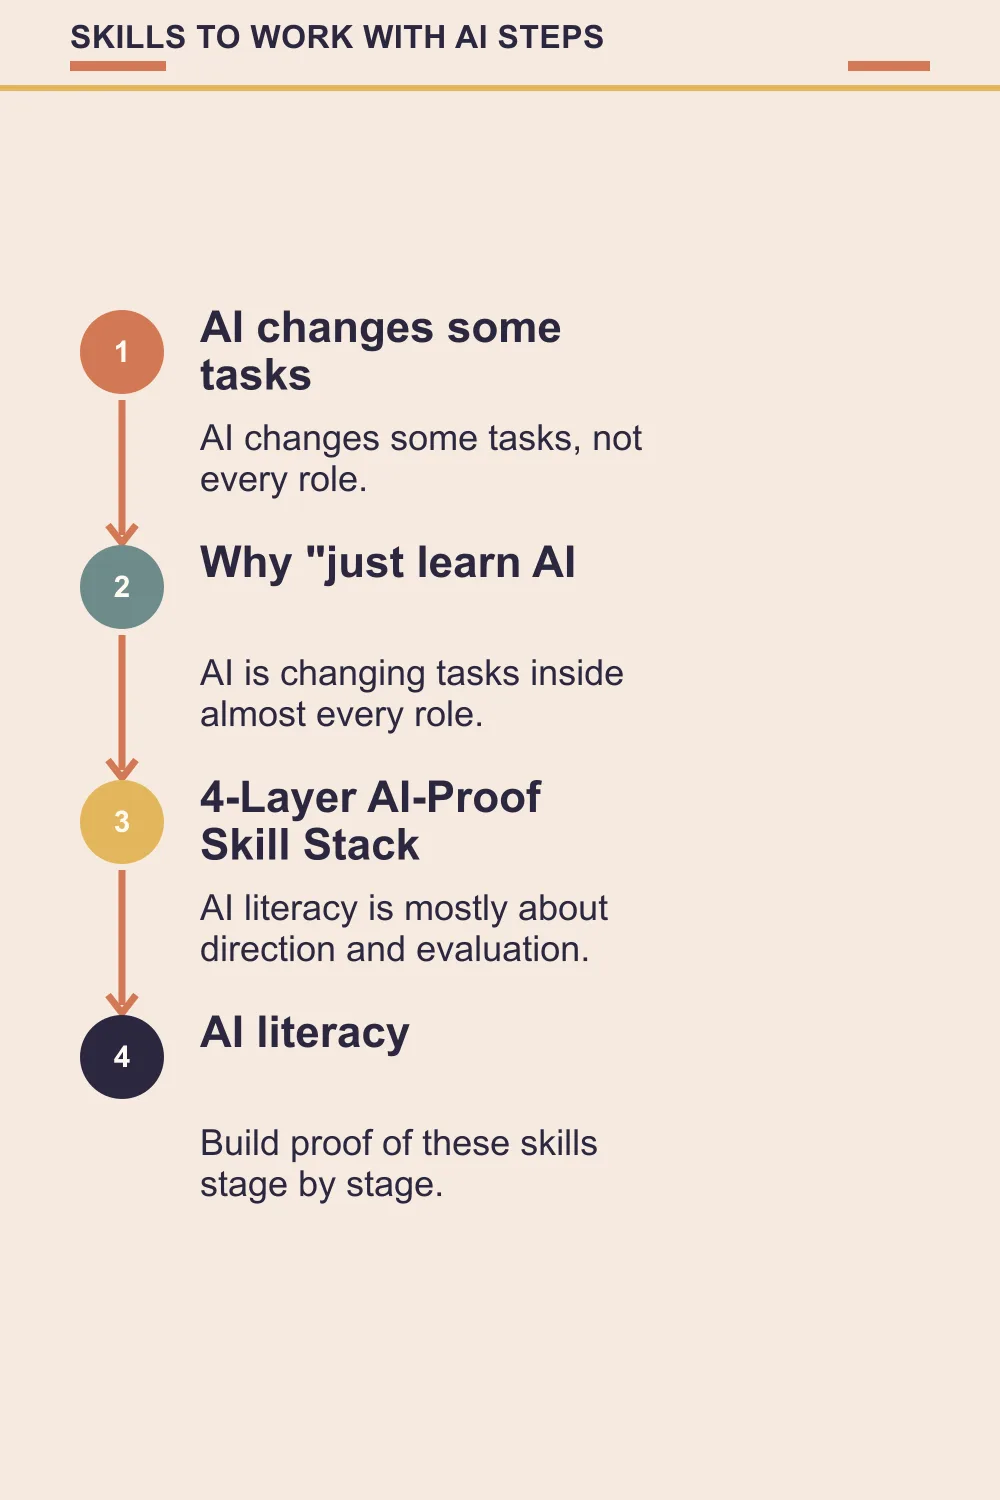 SKILLS TO WORK WITH AI STEPS
1
AI changes some
tasks
AI changes some tasks, not
every role.
2
Why "just learn AI
AI is changing tasks inside
almost every role.
3
4-Layer AI-Proof
Skill Stack
AI literacy is mostly about
direction and evaluation.
4
AI literacy
Build proof of these skills
stage by stage.